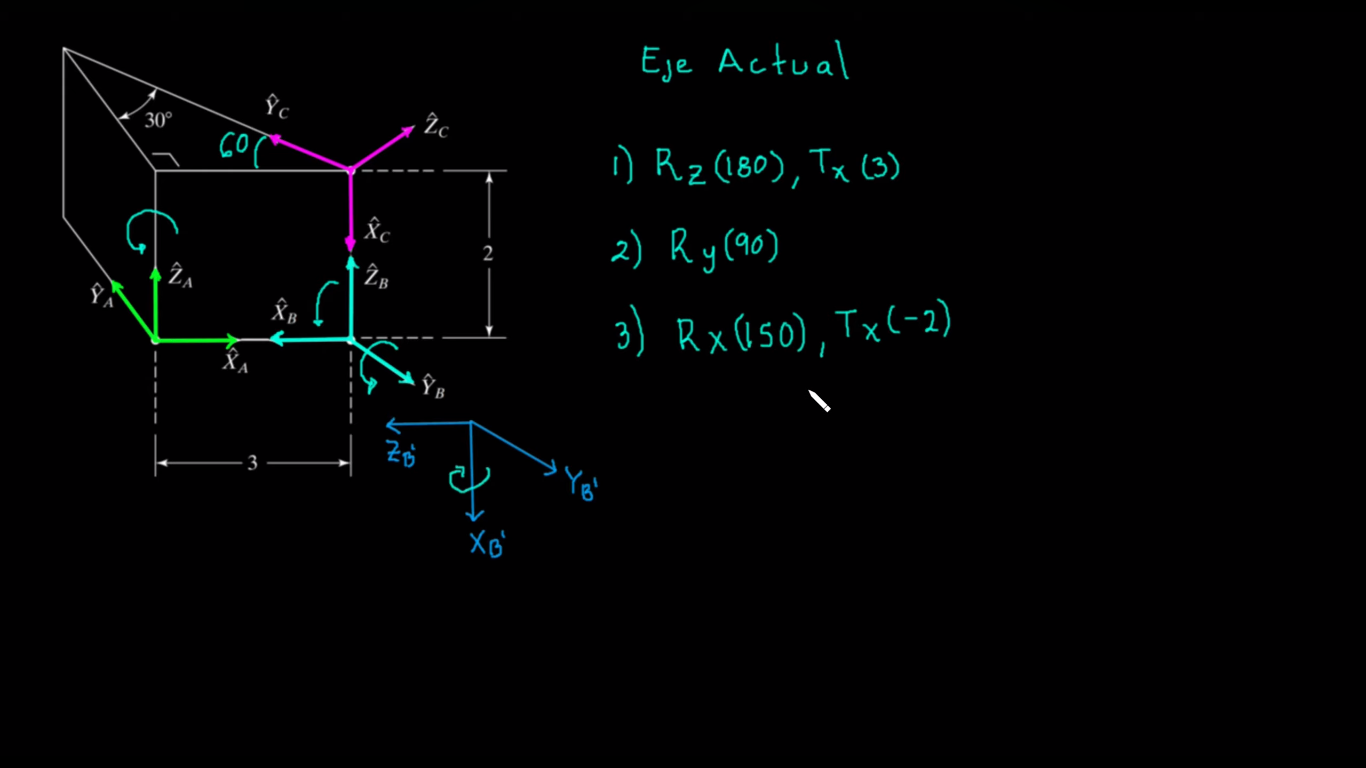 Eje Actual
30°
60
Ŷ_C
Ẑ_C
1) Rz(180), Tx(3)
X̂_C
2) Ry(90)
2
Ẑ_A
Ẑ_B
Ŷ_A
X̂_B
3) Rx(150), Tx(-2)
X̂_A
Ŷ_B
3
Z_B'
Y_B'
X_B'